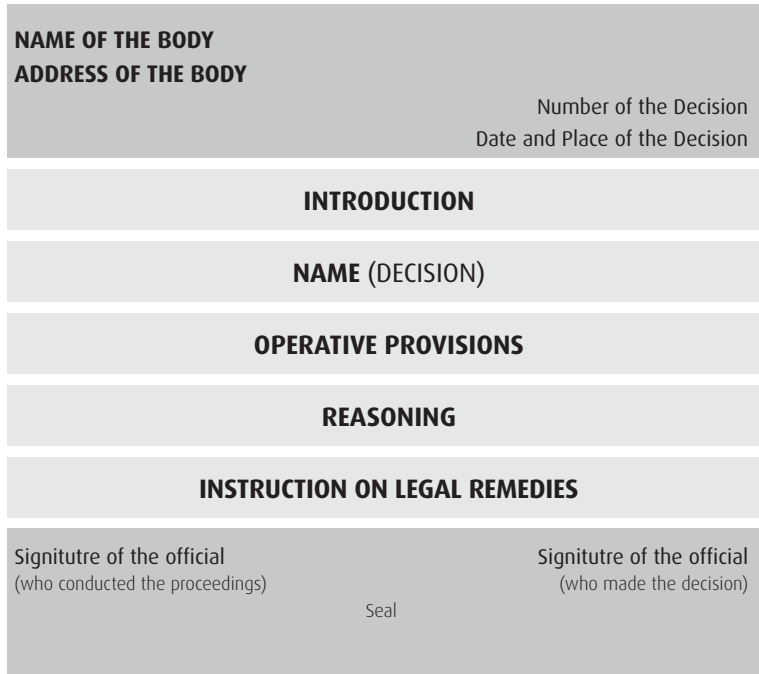 NAME OF THE BODY
ADDRESS OF THE BODY
Number of the Decision
Date and Place of the Decision
INTRODUCTION
NAME (DECISION)
OPERATIVE PROVISIONS
REASONING
INSTRUCTION ON LEGAL REMEDIES
Signitutre of the official
(who conducted the proceedings)
Signitutre of the official
(who made the decision)
Seal